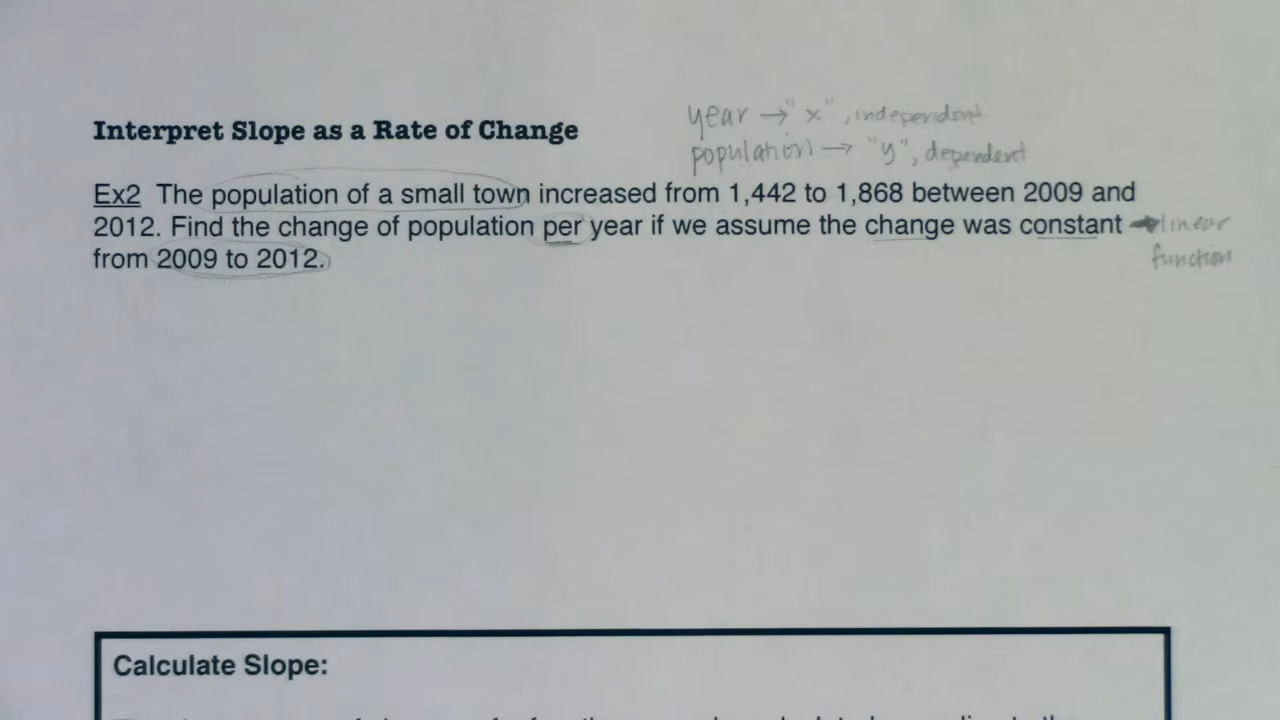 year → "x", independent
Interpret Slope as a Rate of Change
population → "y", dependent
Ex2 The population of a small town increased from 1,442 to 1,868 between 2009 and
2012. Find the change of population per year if we assume the change was constant → linear
from 2009 to 2012. function
Calculate Slope: